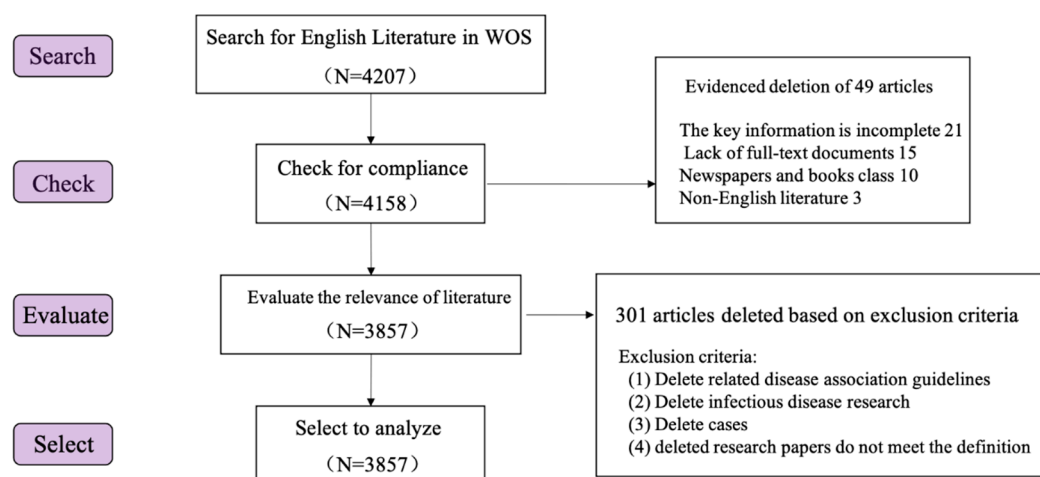 Search
Search for English Literature in WOS
（N=4207）
Check
Check for compliance
（N=4158）
Evidenced deletion of 49 articles
The key information is incomplete 21
Lack of full-text documents 15
Newspapers and books class 10
Non-English literature 3
Evaluate
Evaluate the relevance of literature
（N=3857）
301 articles deleted based on exclusion criteria
Exclusion criteria:
(1) Delete related disease association guidelines
(2) Delete infectious disease research
(3) Delete cases
(4) deleted research papers do not meet the definition
Select
Select to analyze
（N=3857）